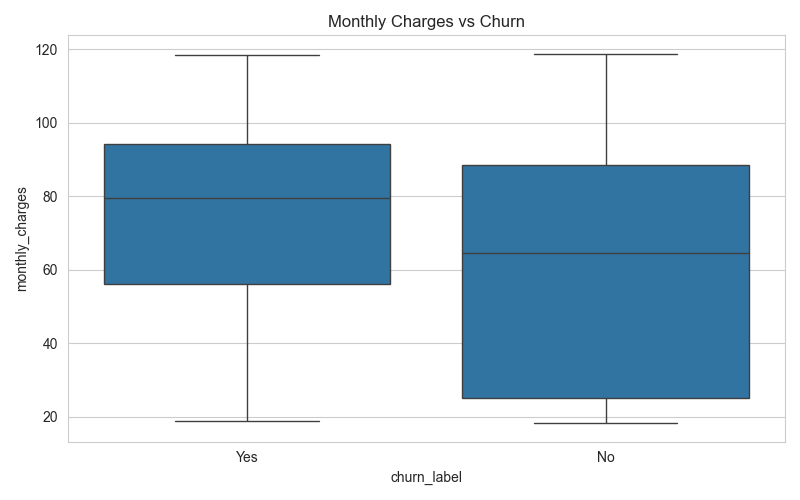 Monthly Charges vs Churn
monthly_charges
120
100
80
60
40
20
Yes
No
churn_label